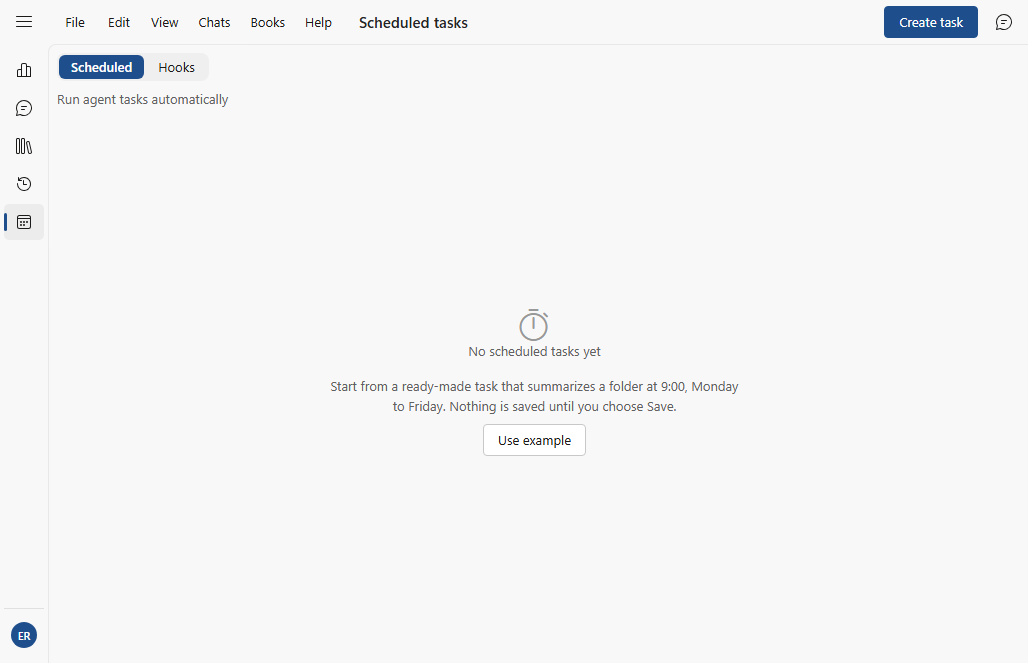 File Edit View Chats Books Help Scheduled tasks Create task
Scheduled Hooks
Run agent tasks automatically
No scheduled tasks yet
Start from a ready-made task that summarizes a folder at 9:00, Monday
to Friday. Nothing is saved until you choose Save.
Use example
ER